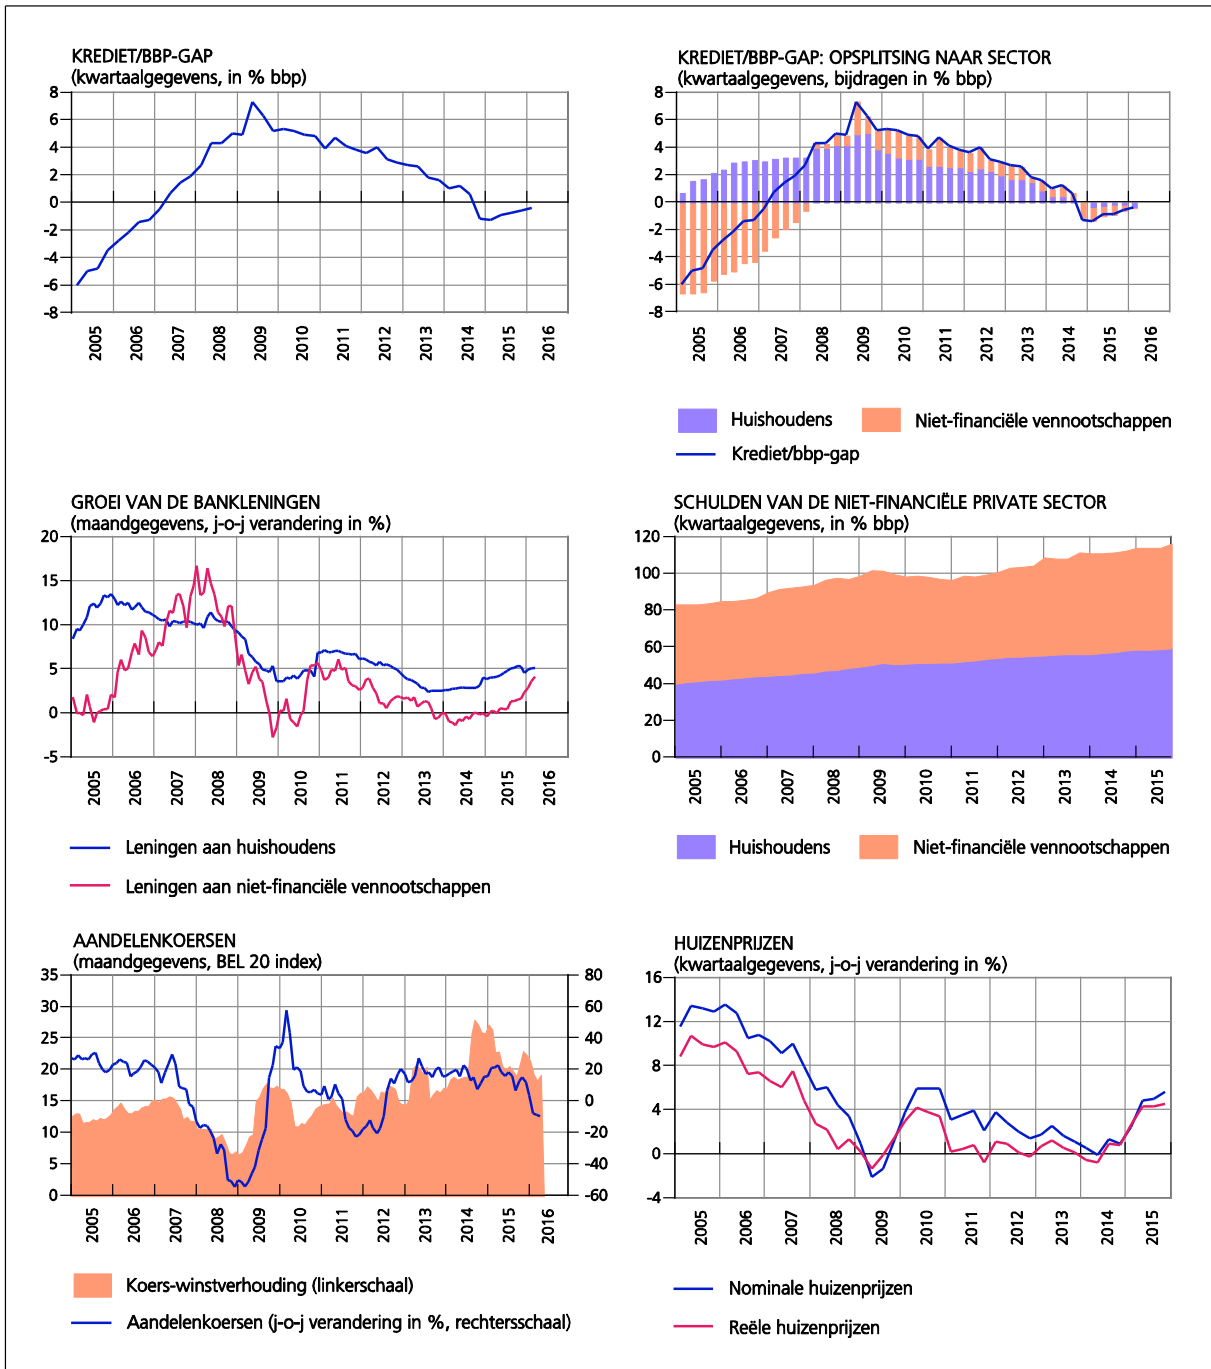 KREDIET/BBP-GAP
(kwartaalgegevens, in % bbp)
8
6
4
2
0
-2
-4
-6
-8
2005 2006 2007 2008 2009 2010 2011 2012 2013 2014 2015 2016
KREDIET/BBP-GAP: OPSPLITSING NAAR SECTOR
(kwartaalgegevens, bijdragen in % bbp)
8
6
4
2
0
-2
-4
-6
-8
2005 2006 2007 2008 2009 2010 2011 2012 2013 2014 2015 2016
Huishoudens Niet-financiële vennootschappen
Krediet/bbp-gap
GROEI VAN DE BANKLENINGEN
(maandgegevens, j-o-j verandering in %)
20
15
10
5
0
-5
2005 2006 2007 2008 2009 2010 2011 2012 2013 2014 2015 2016
Leningen aan huishoudens
Leningen aan niet-financiële vennootschappen
SCHULDEN VAN DE NIET-FINANCIËLE PRIVATE SECTOR
(kwartaalgegevens, in % bbp)
120
100
80
60
40
20
0
2005 2006 2007 2008 2009 2010 2011 2012 2013 2014 2015
Huishoudens Niet-financiële vennootschappen
AANDELENKOERSEN
(maandgegevens, BEL 20 index)
35 80
30 60
25 40
20 20
15 0
10 -20
5 -40
0 -60
2005 2006 2007 2008 2009 2010 2011 2012 2013 2014 2015 2016
Koers-winstverhouding (linkerschaal)
Aandelenkoersen (j-o-j verandering in %, rechtersschaal)
HUIZENPRIJZEN
(kwartaalgegevens, j-o-j verandering in %)
16
12
8
4
0
-4
2005 2006 2007 2008 2009 2010 2011 2012 2013 2014 2015
Nominale huizenprijzen
Reële huizenprijzen